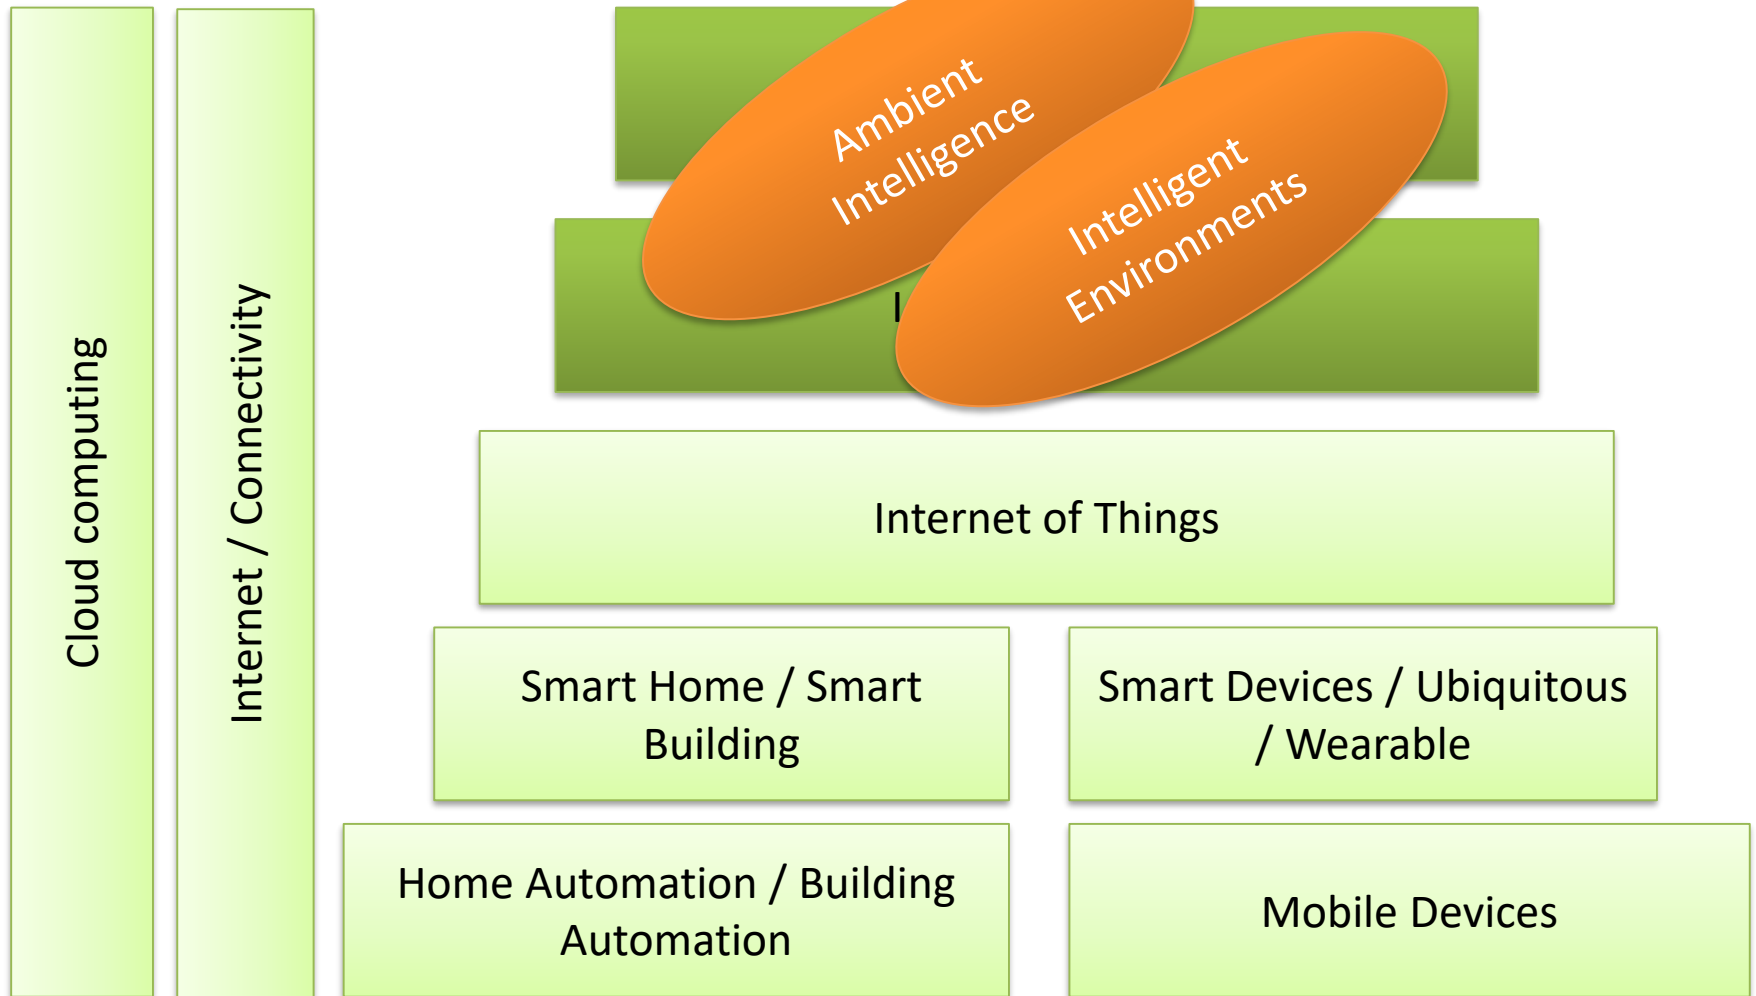 Cloud computing
Internet / Connectivity
Ambient
Intelligence
Intelligent
Environments
I
Internet of Things
Smart Home / Smart
Building
Smart Devices / Ubiquitous
/ Wearable
Home Automation / Building
Automation
Mobile Devices